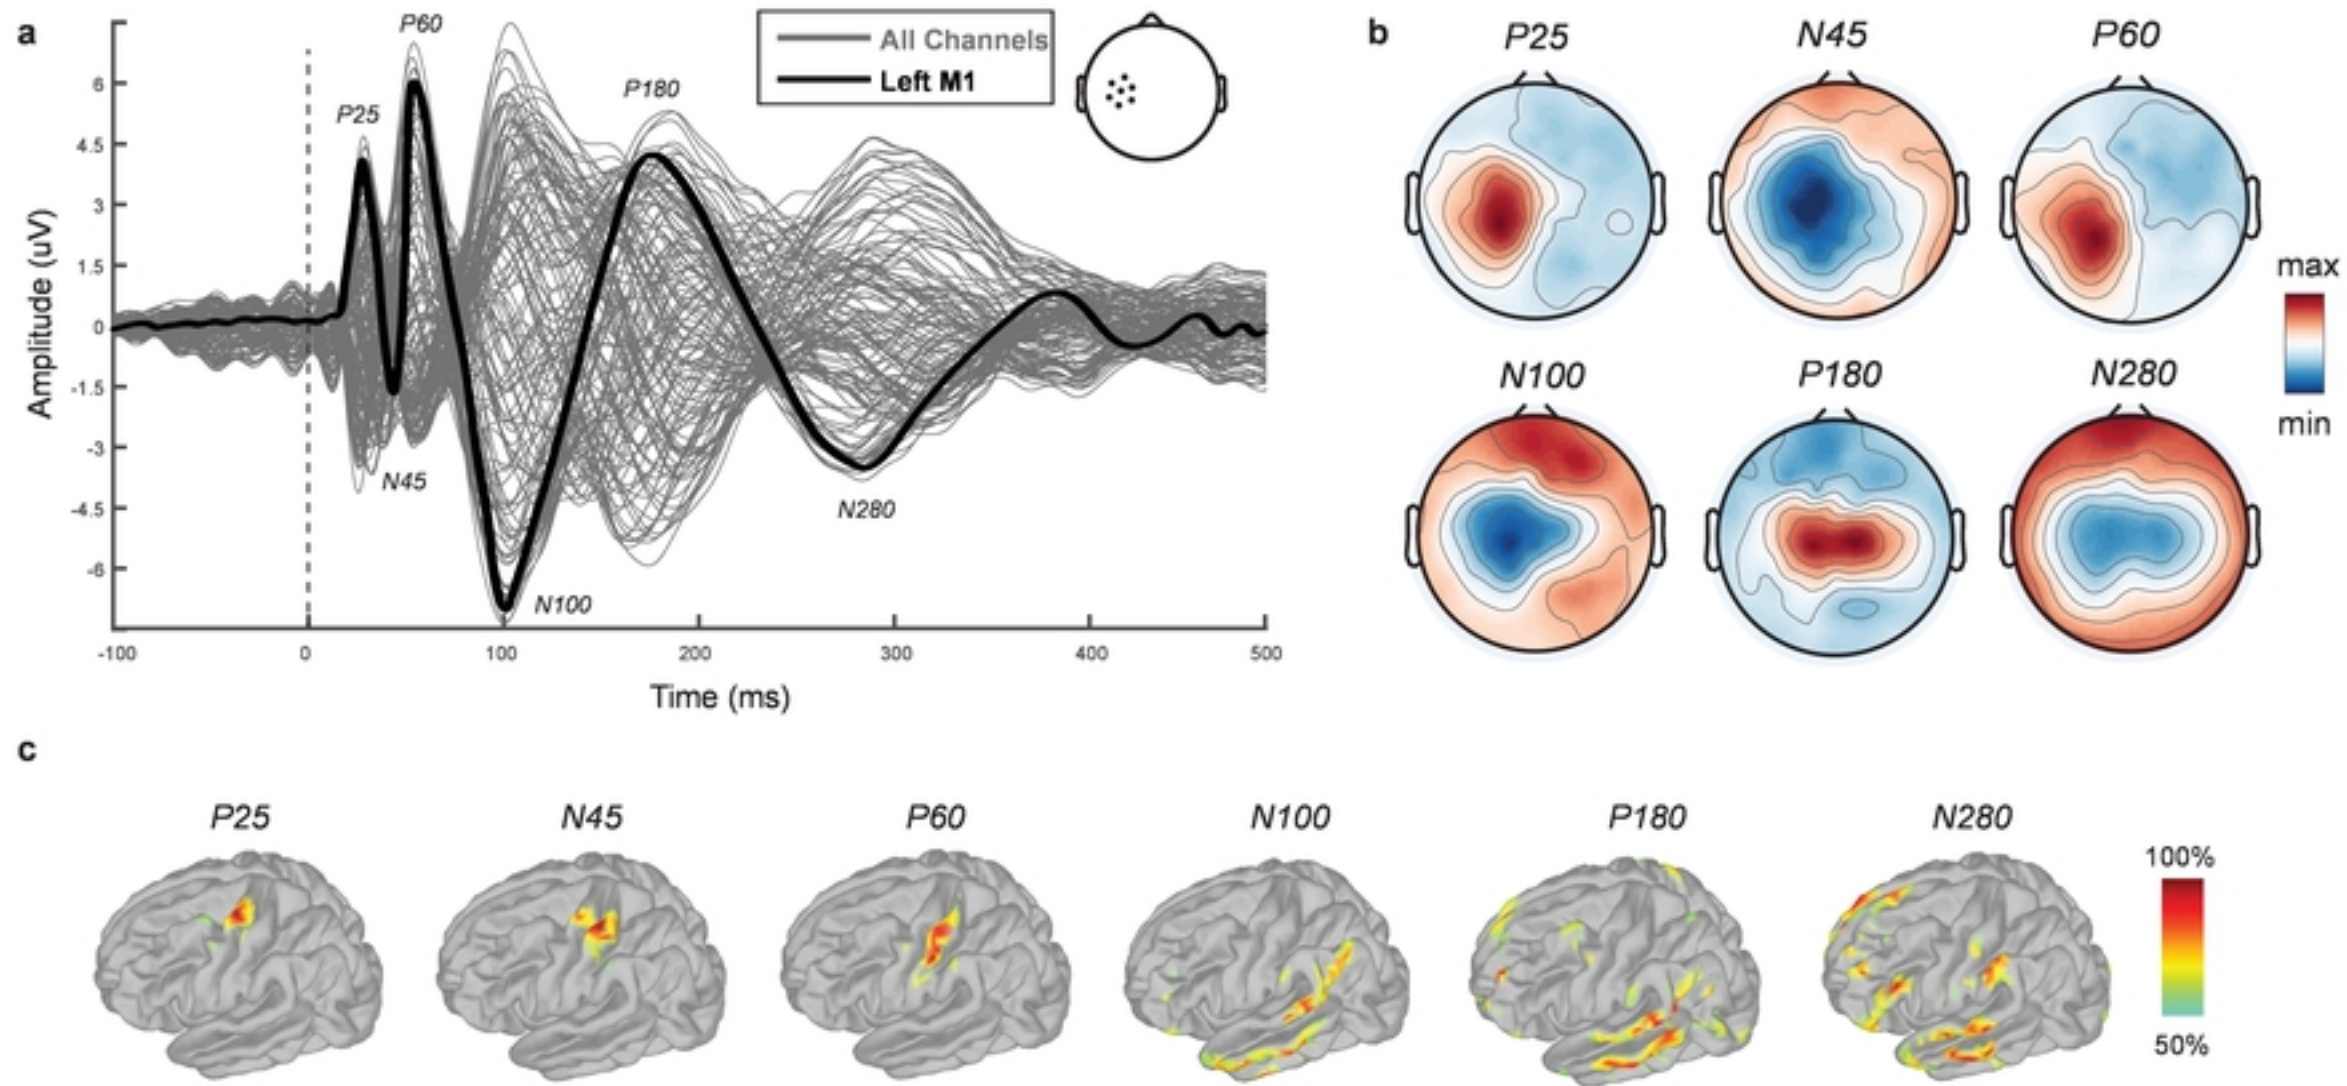 a
P60
P25
P180
N45
N280
N100
All Channels
Left M1
Amplitude (uV)
6
4.5
3
1.5
0
-1.5
-3
-4.5
-6
-100
0
100
200
300
400
500
Time (ms)
b
P25
N45
P60
N100
P180
N280
max
min
c
P25
N45
P60
N100
P180
N280
100%
50%